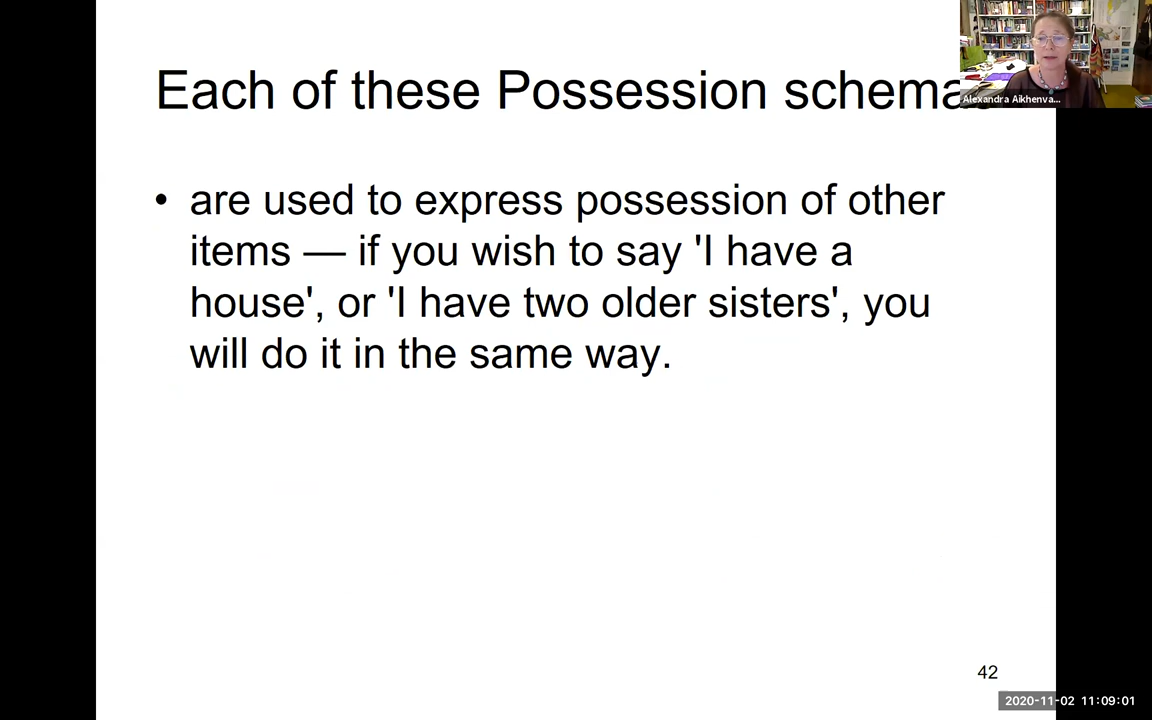 Each of these Possession schema
Alexandra Aikhenva...
• are used to express possession of other
items — if you wish to say 'I have a
house', or 'I have two older sisters', you
will do it in the same way.
42
2020-11-02 11:09:01